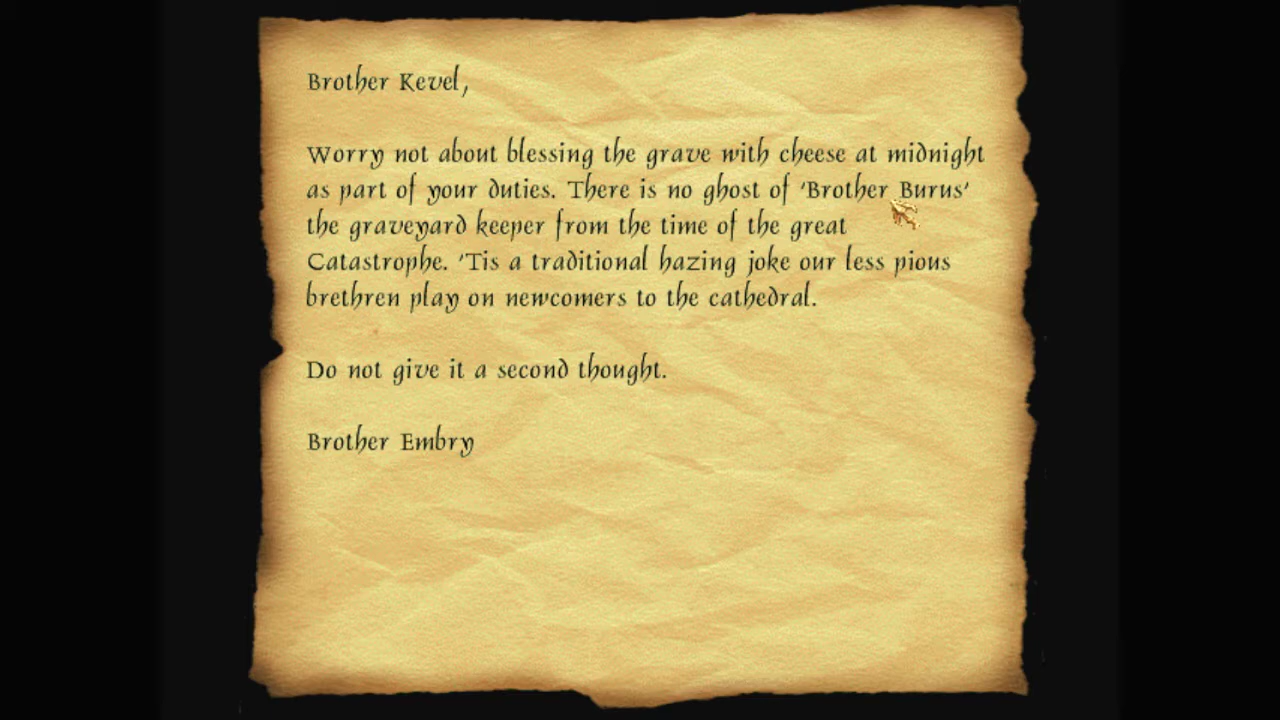 Brother Kevel,
Worry not about blessing the grave with cheese at midnight
as part of your duties. There is no ghost of 'Brother Burus'
the graveyard keeper from the time of the great
Catastrophe. 'Tis a traditional hazing joke our less pious
brethren play on newcomers to the cathedral.
Do not give it a second thought.
Brother Embry